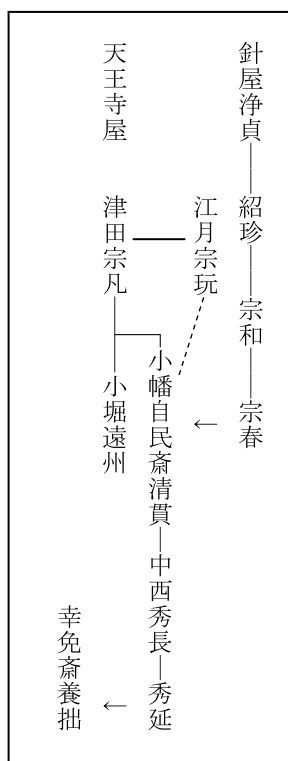 針屋浄貞――紹珍――宗和――宗春
江月宗玩
←
小幡自民斎清貫―中西秀長―秀延
←
天王寺屋　津田宗凡
小堀遠州
幸免斎養拙